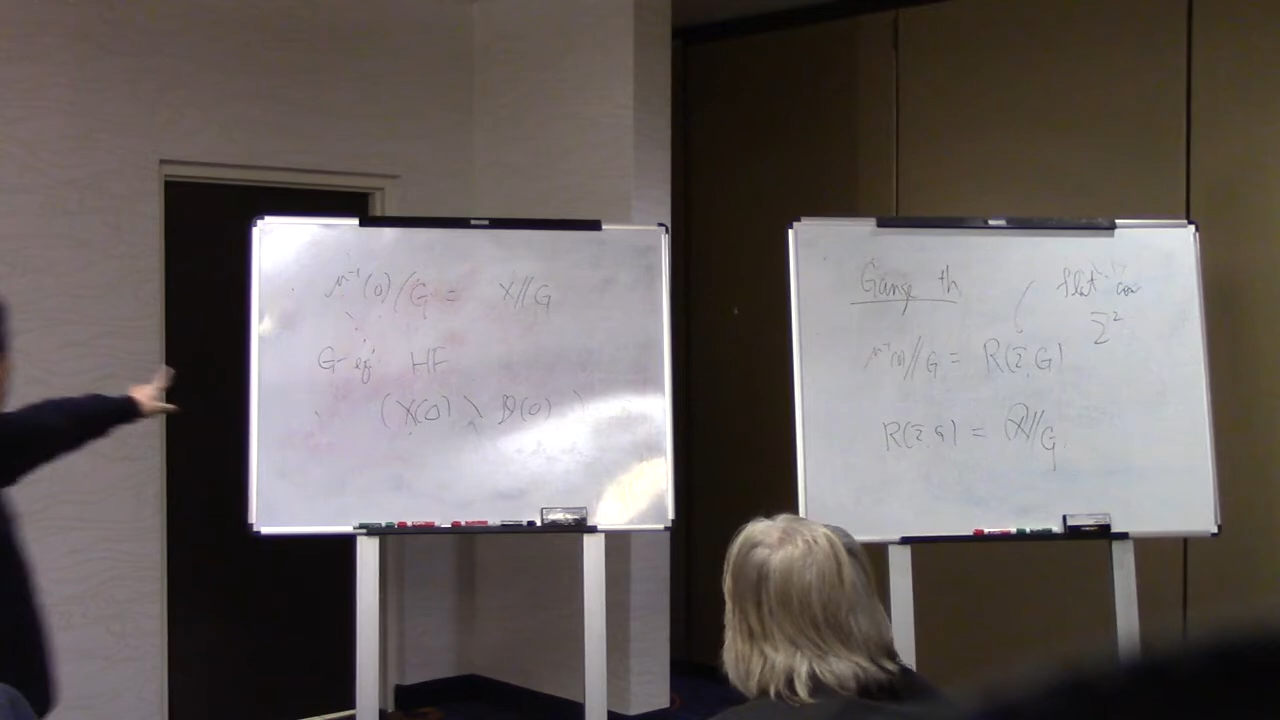 μ⁻¹(0)/G = X//G
G-eq HF
(X(0) \ D(0) )
Gauge th
flat con
Σ²
μ⁻¹(0)//G = R(Σ,G)
R(Σ,G) = X//G